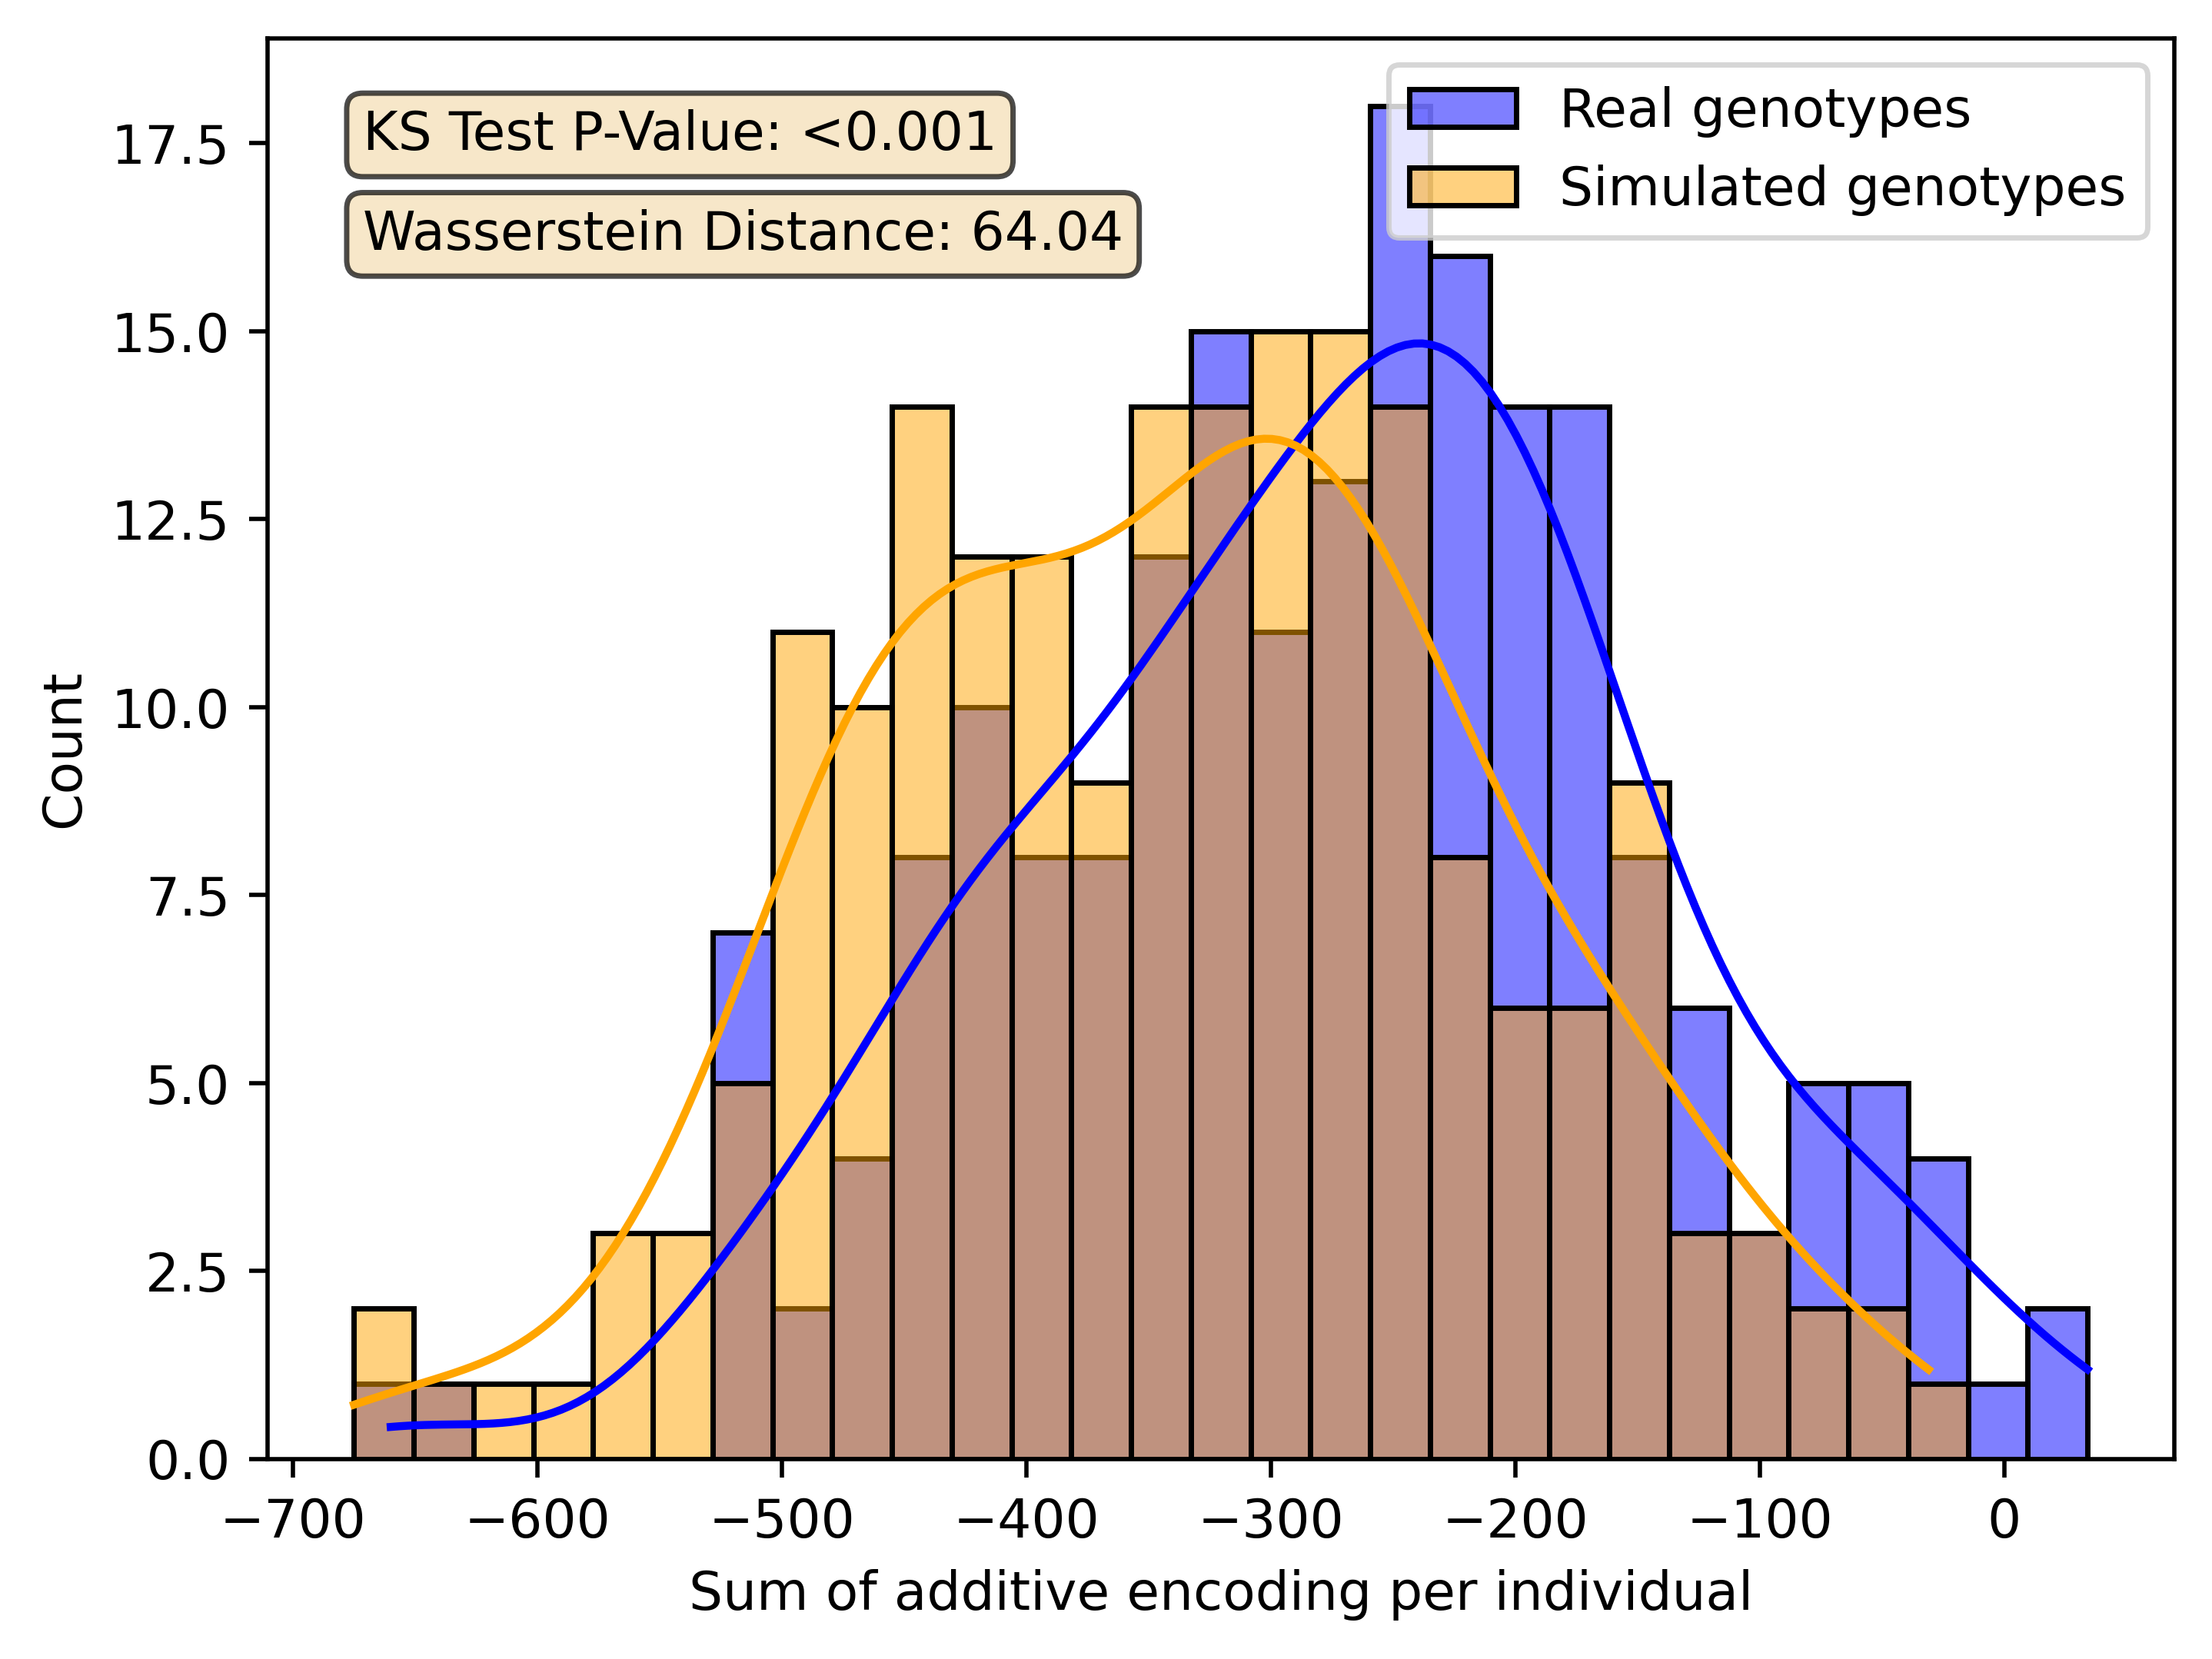 KS Test P-Value: <0.001
Wasserstein Distance: 64.04
Real genotypes
Simulated genotypes
17.5
15.0
12.5
10.0
7.5
5.0
2.5
0.0
Count
−700 −600 −500 −400 −300 −200 −100 0
Sum of additive encoding per individual